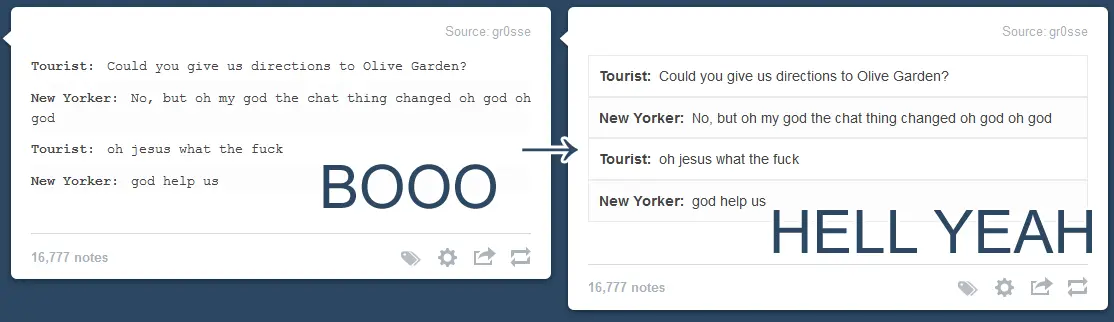 Source: gr0sse
Tourist: Could you give us directions to Olive Garden?
New Yorker: No, but oh my god the chat thing changed oh god oh
god
Tourist: oh jesus what the fuck
New Yorker: god help us
BOOO
16,777 notes
Source: gr0sse
Tourist: Could you give us directions to Olive Garden?
New Yorker: No, but oh my god the chat thing changed oh god oh god
Tourist: oh jesus what the fuck
New Yorker: god help us
HELL YEAH
16,777 notes